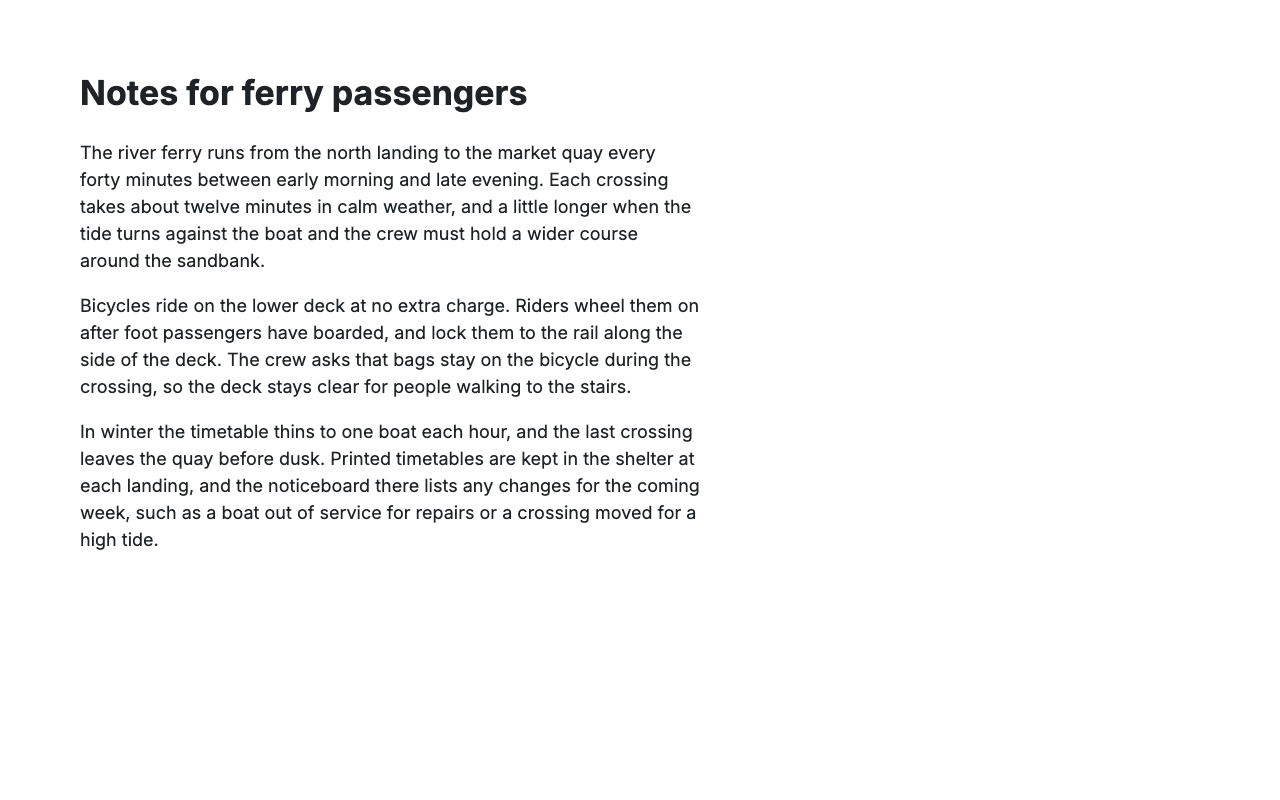 Notes for ferry passengers
The river ferry runs from the north landing to the market quay every
forty minutes between early morning and late evening. Each crossing
takes about twelve minutes in calm weather, and a little longer when the
tide turns against the boat and the crew must hold a wider course
around the sandbank.
Bicycles ride on the lower deck at no extra charge. Riders wheel them on
after foot passengers have boarded, and lock them to the rail along the
side of the deck. The crew asks that bags stay on the bicycle during the
crossing, so the deck stays clear for people walking to the stairs.
In winter the timetable thins to one boat each hour, and the last crossing
leaves the quay before dusk. Printed timetables are kept in the shelter at
each landing, and the noticeboard there lists any changes for the coming
week, such as a boat out of service for repairs or a crossing moved for a
high tide.